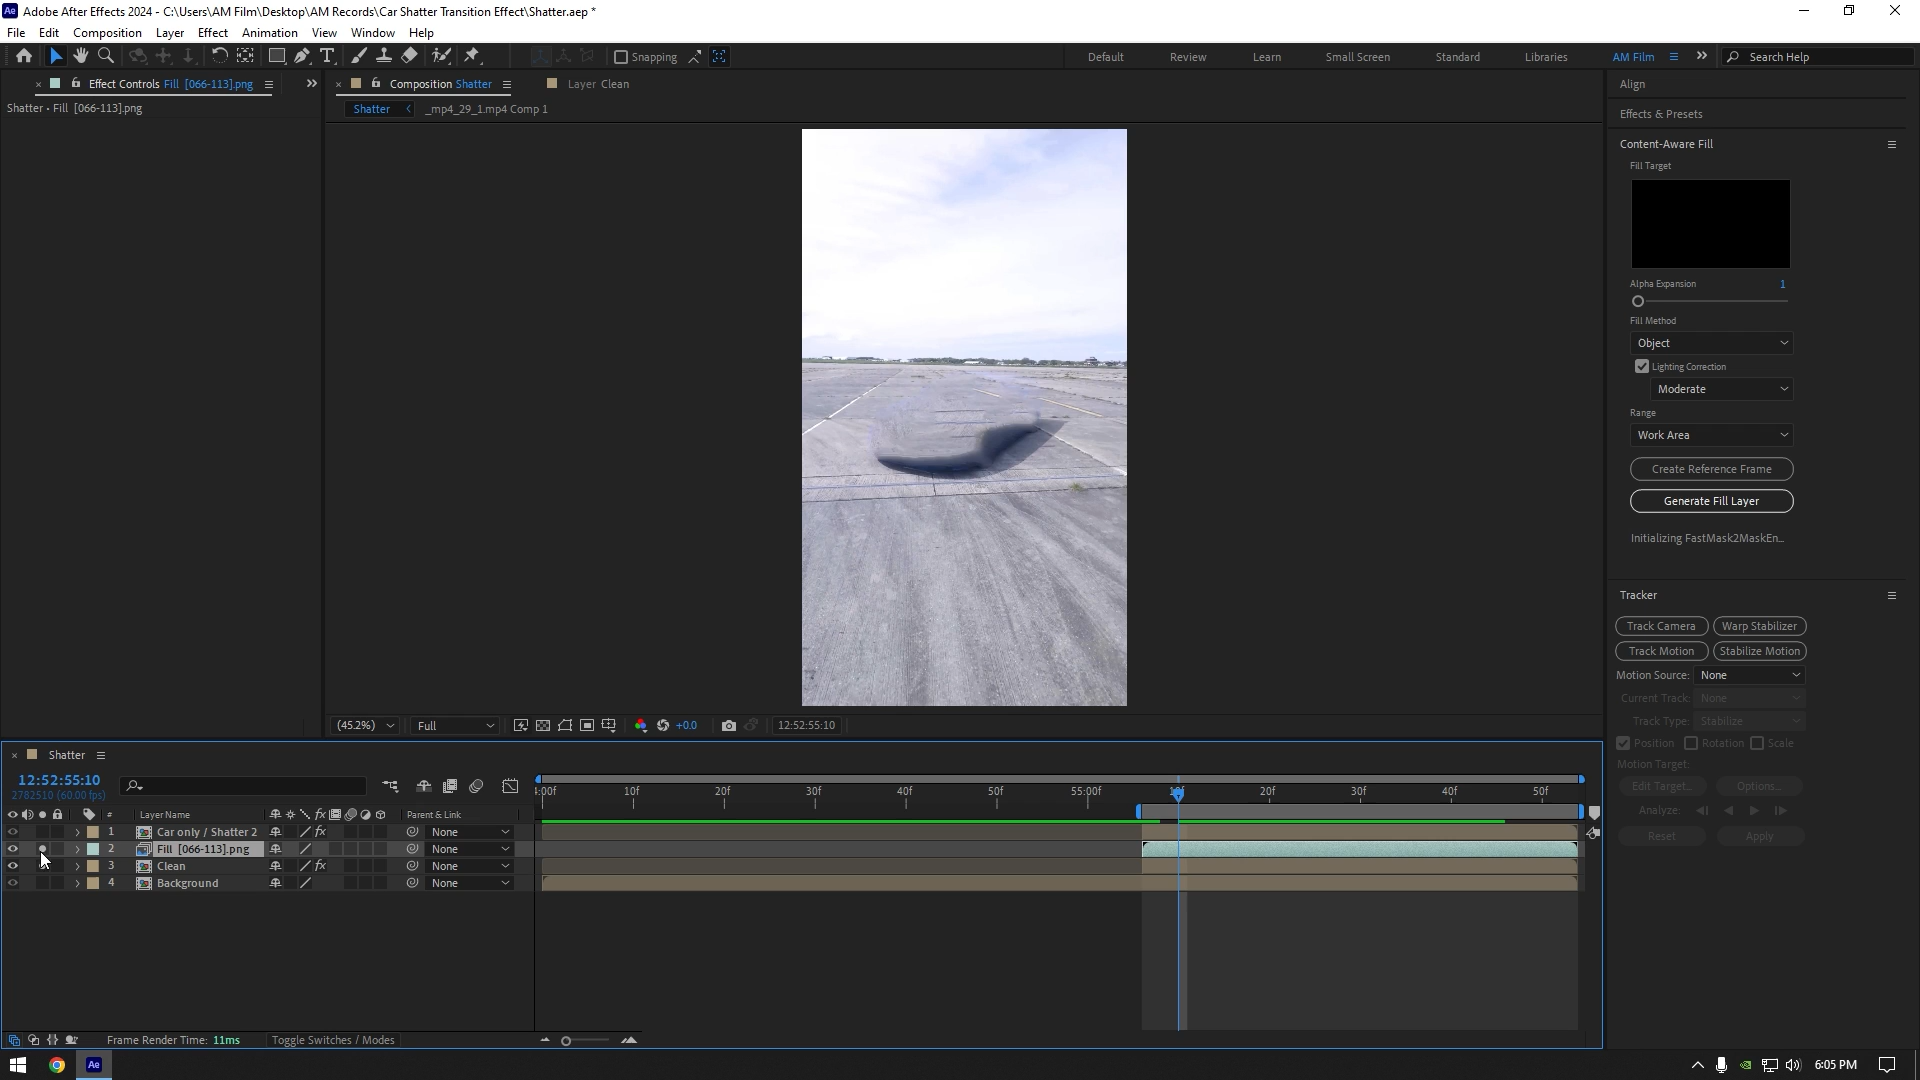 Adobe After Effects 2024 - C:\Users\AM Film\Desktop\AM Records\Car Shatter Transition Effect\Shatter.aep *
File Edit Composition Layer Effect Animation View Window Help
Snapping
Default Review Learn Small Screen Standard Libraries AM Film Search Help
Effect Controls Fill [066-113].png
Composition Shatter
Layer Clean
Align
Shatter • Fill [066-113].png
Shatter
_mp4_29_1.mp4 Comp 1
Effects & Presets
Content-Aware Fill
Fill Target
Alpha Expansion 1
Fill Method
Object
Lighting Correction
Moderate
Range
Work Area
Create Reference Frame
Generate Fill Layer
Initializing FastMask2MaskEn...
Tracker
Track Camera Warp Stabilizer
Track Motion Stabilize Motion
Motion Source: None
Current Track: None
Track Type: Stabilize
Position Rotation Scale
Motion Target:
Edit Target... Options...
Analyze:
Reset Apply
(45.2%) Full +0.0 12:52:55:10
Shatter
12:52:55:10
2782510 (60.00 fps)
4:00f 10f 20f 30f 40f 50f 55:00f 10f 20f 30f 40f 50f
# Layer Name fx Parent & Link
1 Car only / Shatter 2 fx None
2 Fill [066-113].png None
3 Clean fx None
4 Background None
Frame Render Time: 11ms Toggle Switches / Modes
Ae 6:05 PM